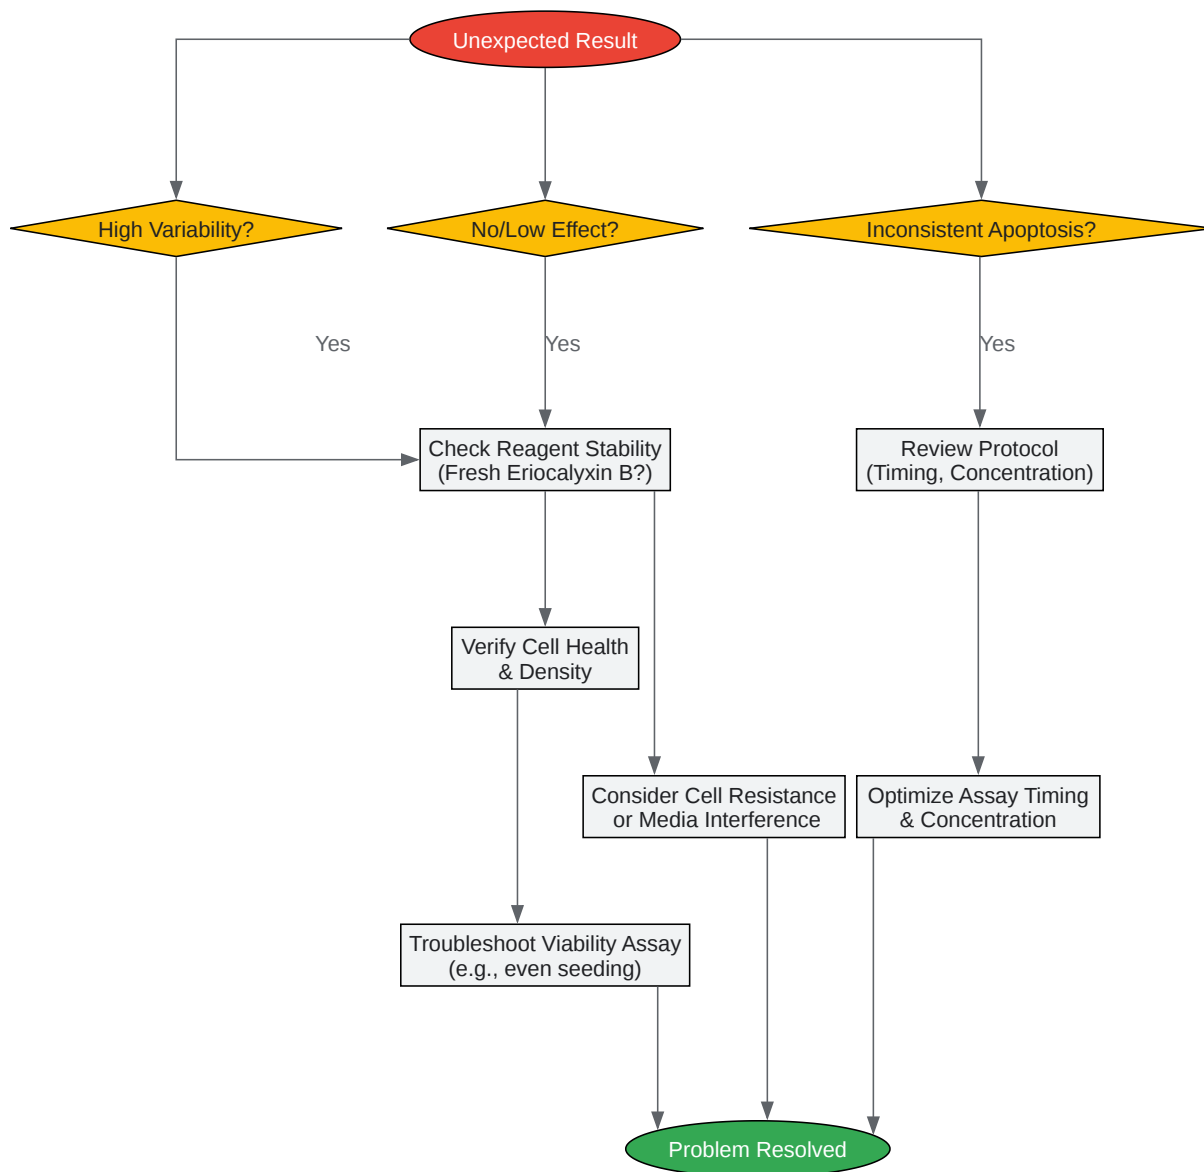 Unexpected Result
High Variability?
No/Low Effect?
Inconsistent Apoptosis?
Yes
Yes
Yes
Check Reagent Stability
(Fresh Eriocalyxin B?)
Review Protocol
(Timing, Concentration)
Verify Cell Health
& Density
Consider Cell Resistance
or Media Interference
Optimize Assay Timing
& Concentration
Troubleshoot Viability Assay
(e.g., even seeding)
Problem Resolved